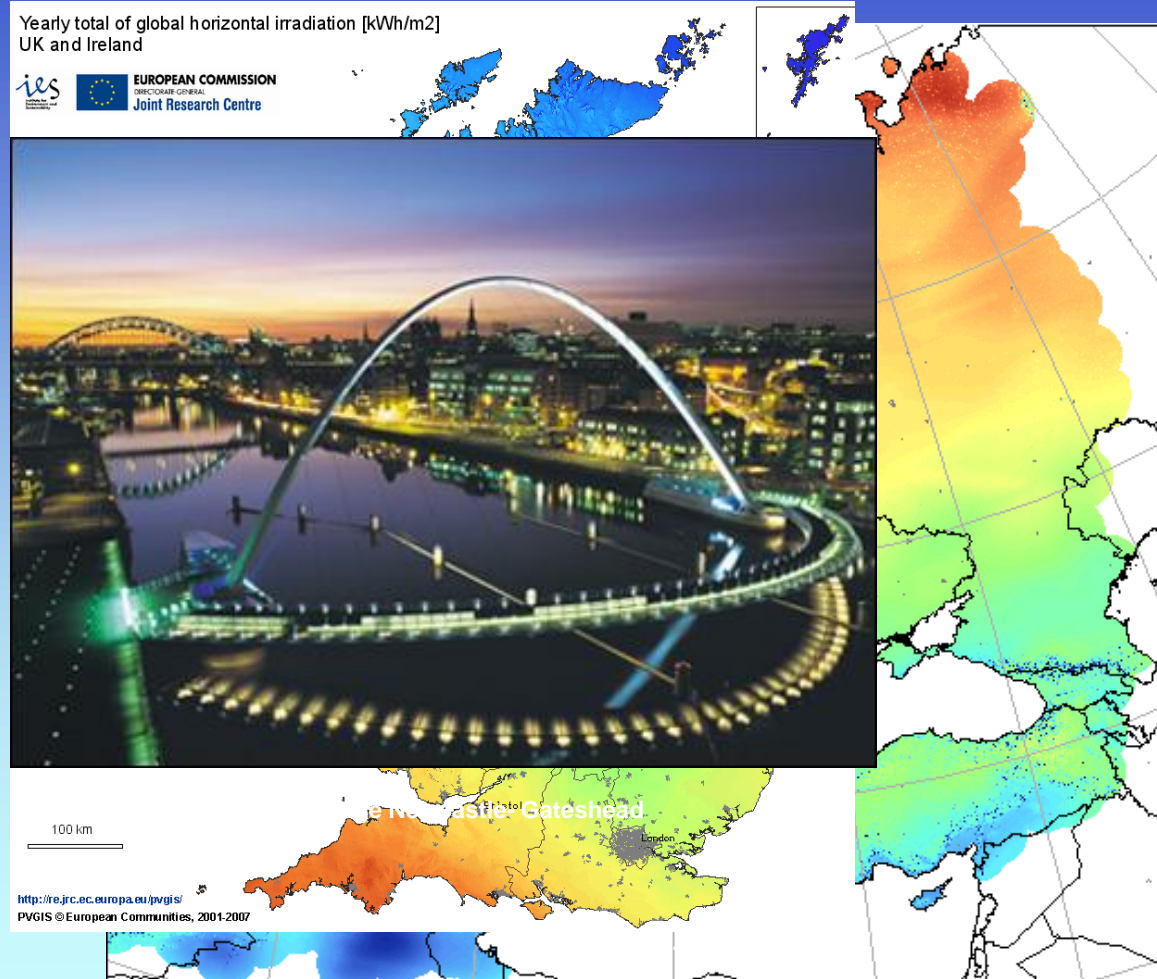 Yearly total of global horizontal irradiation [kWh/m2]
UK and Ireland
ies
EUROPEAN COMMISSION
DIRECTORATE-GENERAL
Joint Research Centre
Gateshead
London
100 km
http://re.jrc.ec.europa.eu/pvgis/
PVGIS © European Communities, 2001-2007